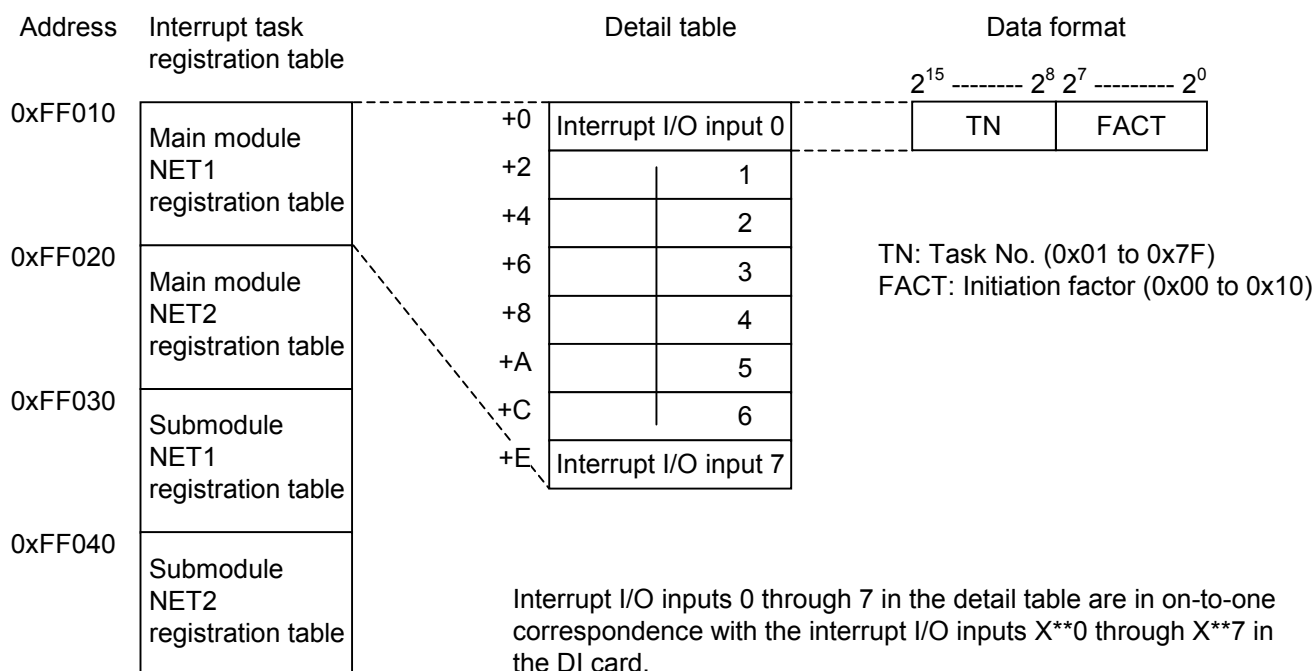 Address Interrupt task Detail table Data format
registration table
2^15 --------- 2^8 2^7 ---------- 2^0
0xFF010 +0 Interrupt I/O input 0 TN FACT
Main module
NET1
registration table
+2 1
+4 2
+6 3
+8 4
+A 5
+C 6
+E Interrupt I/O input 7
TN: Task No. (0x01 to 0x7F)
FACT: Initiation factor (0x00 to 0x10)
0xFF020
Main module
NET2
registration table
0xFF030
Submodule
NET1
registration table
0xFF040
Submodule
NET2
registration table
Interrupt I/O inputs 0 through 7 in the detail table are in on-to-one
correspondence with the interrupt I/O inputs X**0 through X**7 in
the DI card.